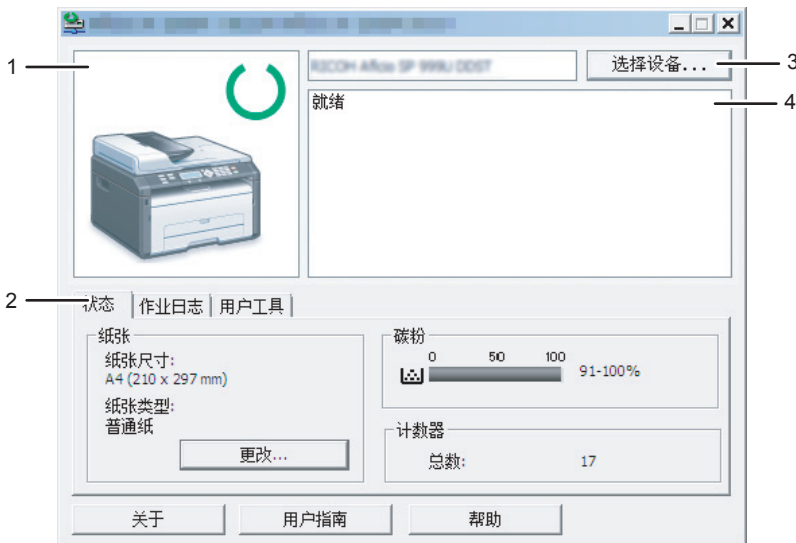 1
选择设备...
3
就绪
4
2
状态 作业日志 用户工具
纸张
纸张尺寸:
A4 (210 x 297 mm)
纸张类型:
普通纸
更改...
碳粉
0 50 100
91-100%
计数器
总数: 17
关于 用户指南 帮助